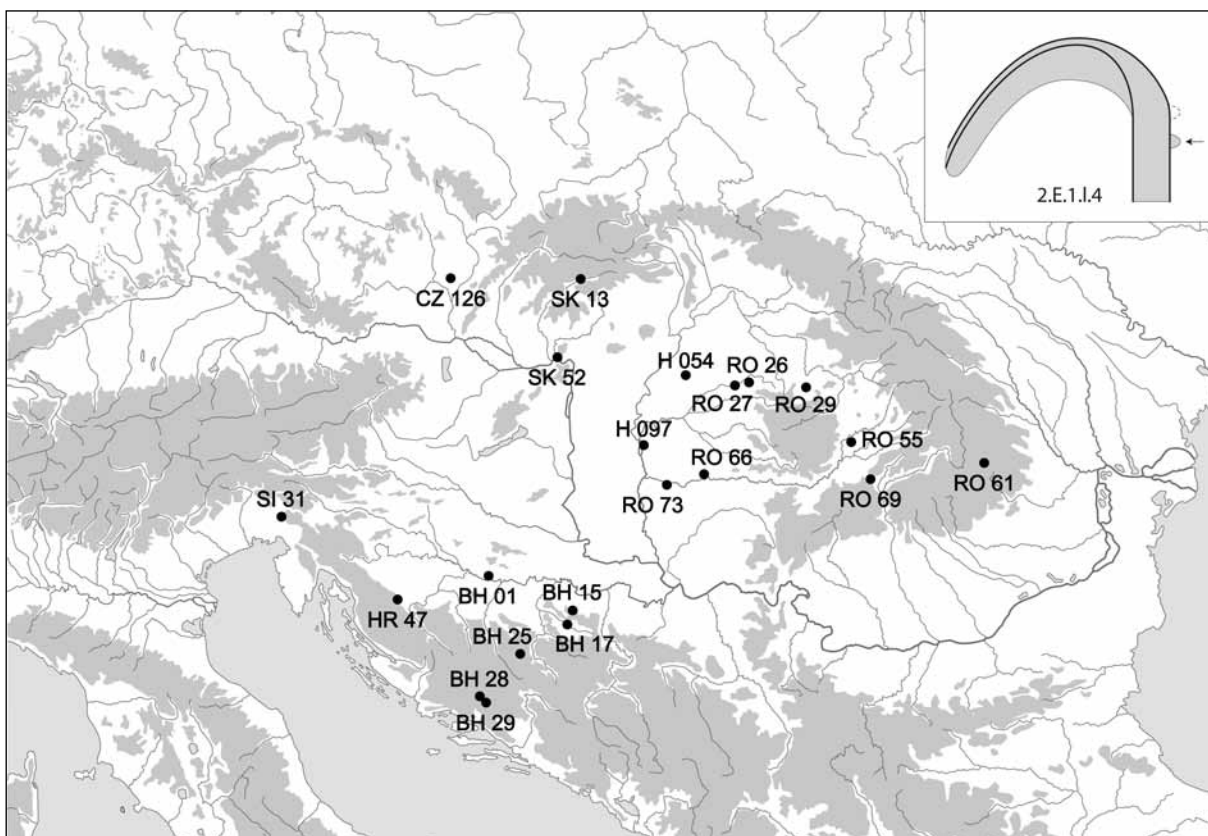 2.E.1.I.4
CZ 126
SK 13
SK 52
H 054
RO 26
RO 27
RO 29
H 097
RO 55
RO 66
RO 61
RO 69
RO 73
SI 31
BH 01
BH 15
HR 47
BH 17
BH 25
BH 28
BH 29